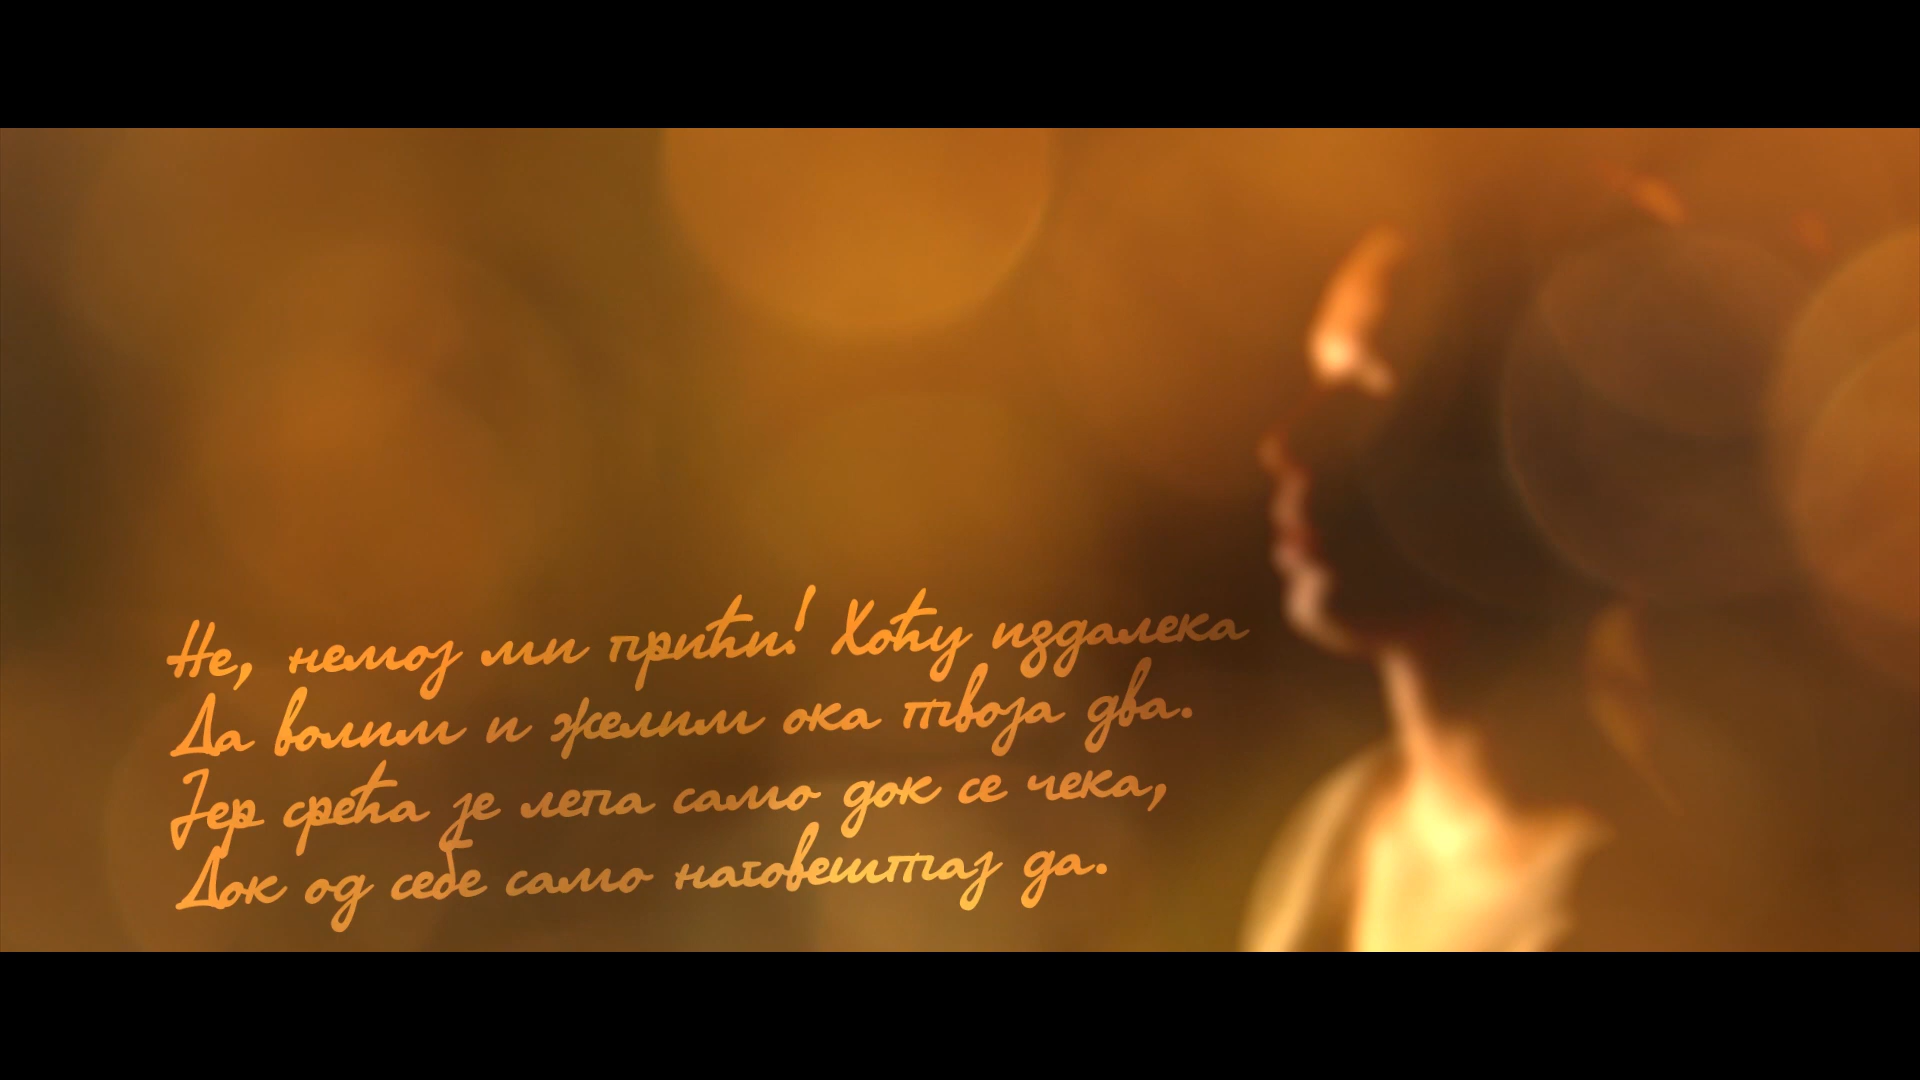 Не, немој ми прићи! Хоћу издалека
Да волим и желим ока твоја два.
Јер срећа је лепа само док се чека,
Док од себе само наговештај да.